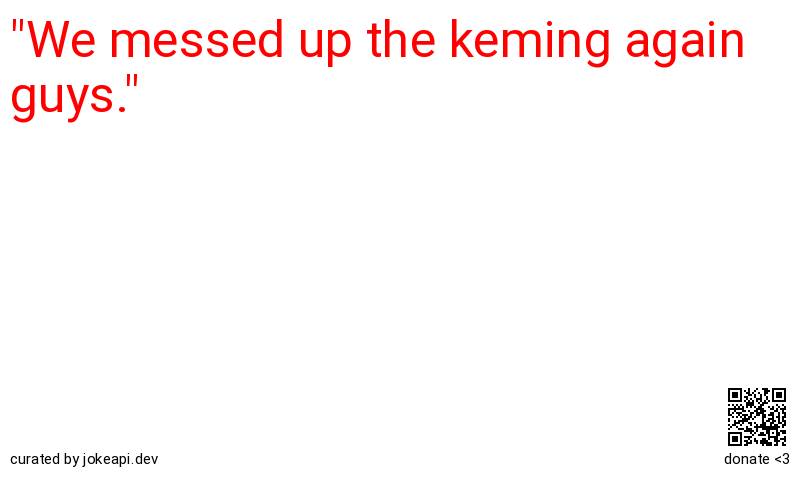 "We messed up the keming again
guys."
curated by jokeapi.dev
donate <3